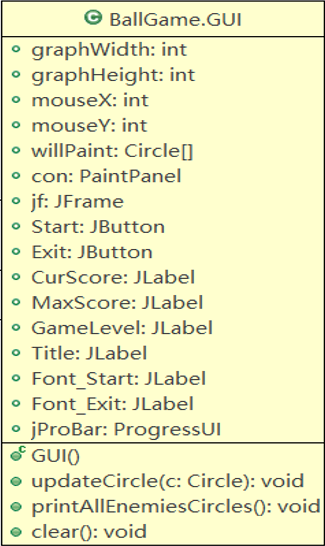 BallGame.GUI
graphWidth: int
graphHeight: int
mouseX: int
mouseY: int
willPaint: Circle[]
con: PaintPanel
jf: JFrame
Start: JButton
Exit: JButton
CurScore: JLabel
MaxScore: JLabel
GameLevel: JLabel
Title: JLabel
Font_Start: JLabel
Font_Exit: JLabel
jProBar: ProgressUI
GUI()
updateCircle(c: Circle): void
printAllEnemiesCircles(): void
clear(): void